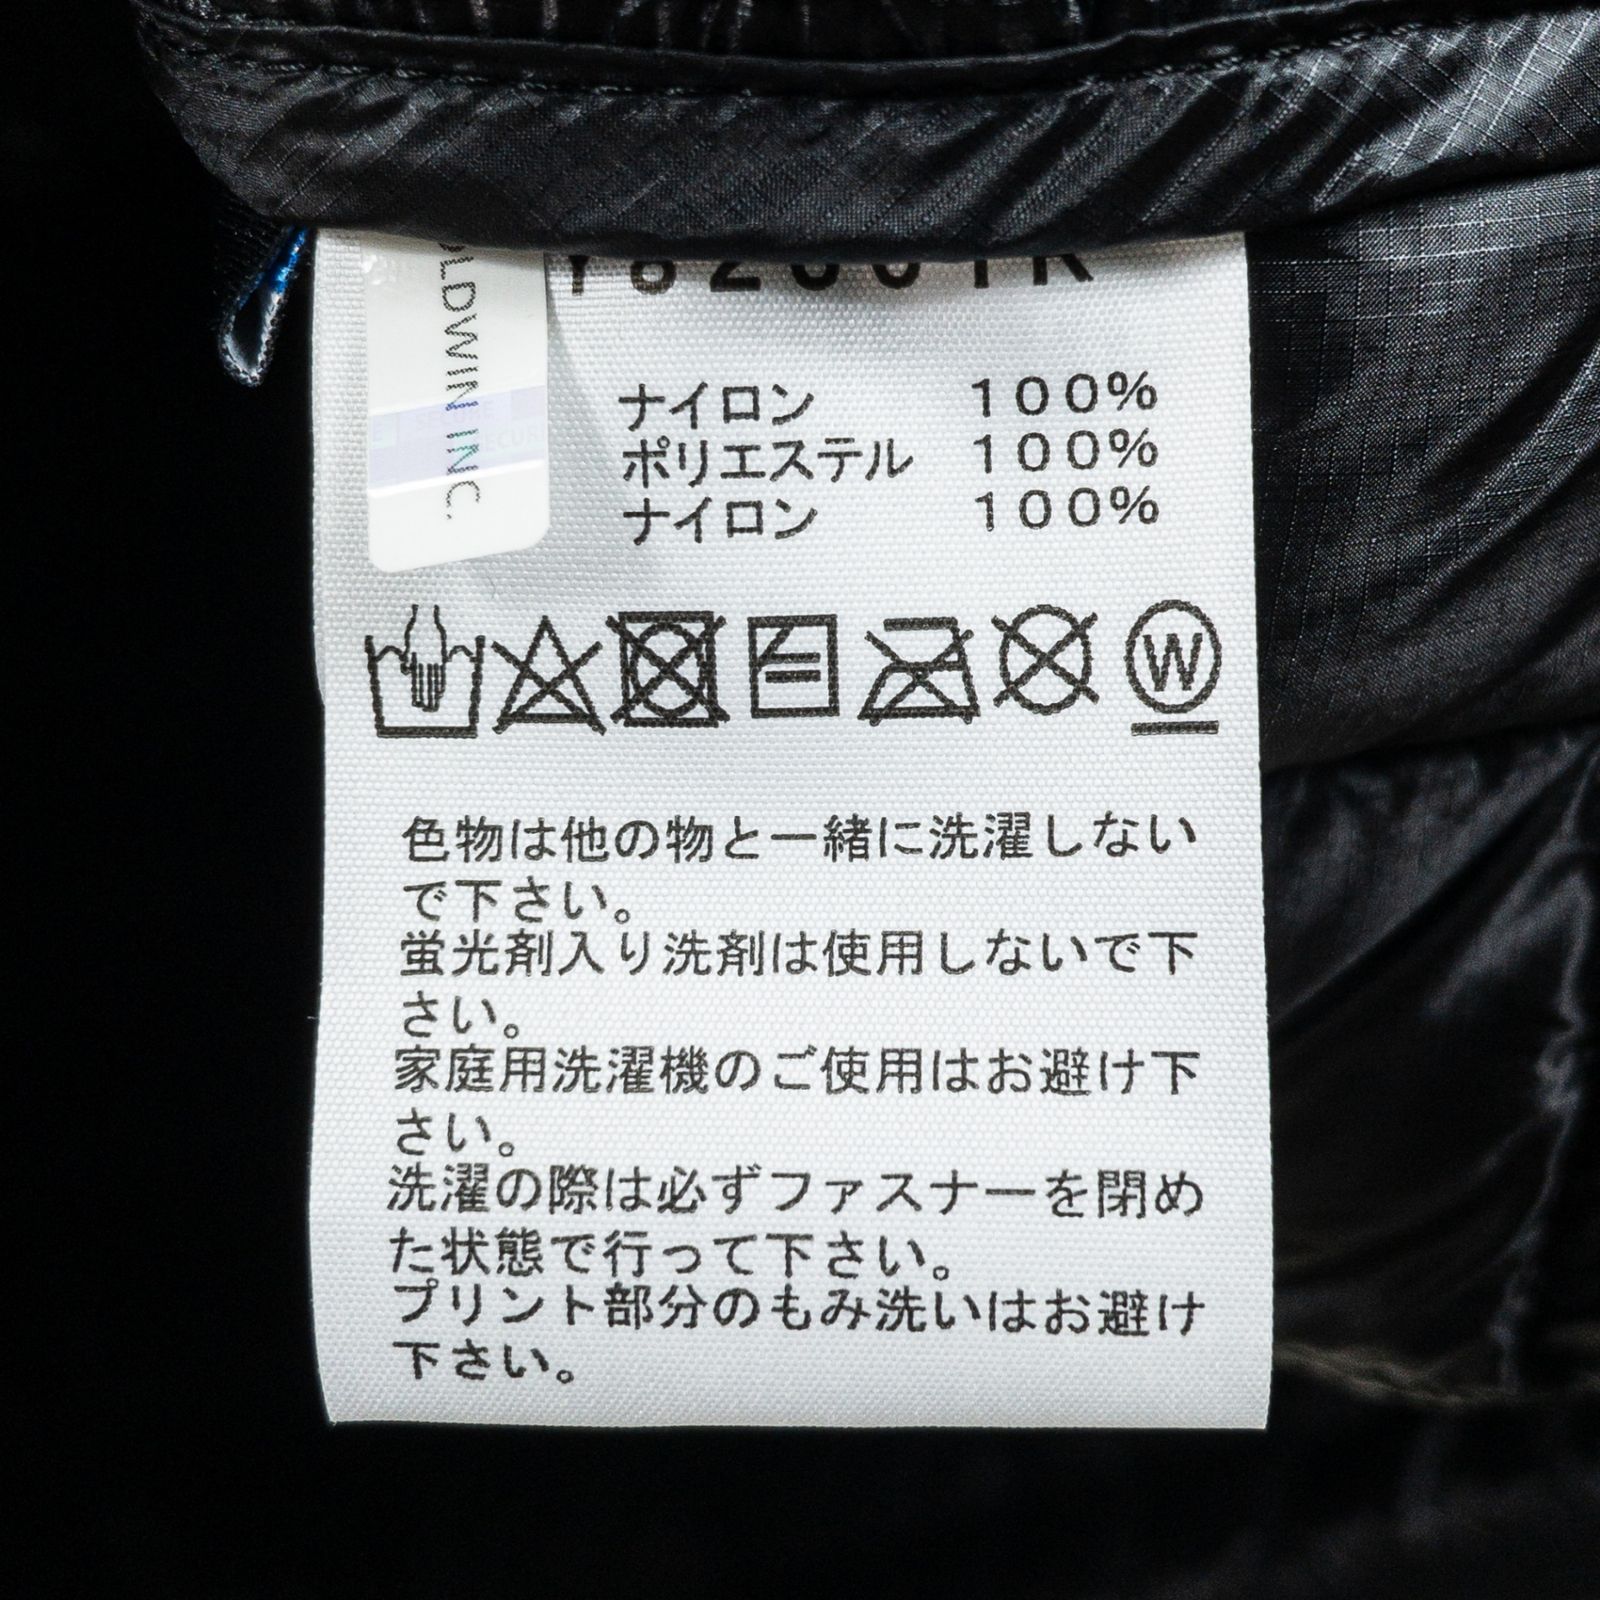 ナイロン 100%
ポリエステル 100%
ナイロン 100%
LDWIN INC.
W
色物は他の物と一緒に洗濯しない
で下さい。
蛍光剤入り洗剤は使用しないで下
さい。
家庭用洗濯機のご使用はお避け下
さい。
洗濯の際は必ずファスナーを閉め
た状態で行って下さい。
プリント部分のもみ洗いはお避け
下さい。